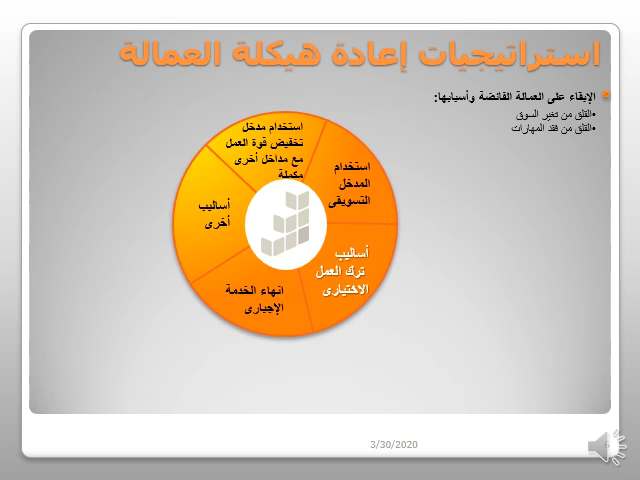 استراتيجيات إعادة هيكلة العمالة
الإبقاء على العمالة الفائضة وأسبابها:
•القلق من تغير السوق
•القلق من فقد المهارات
استخدام مدخل
تخفيض قوة العمل
مع مداخل أخرى
مكملة
استخدام
المدخل
التسويقى
أساليب
ترك العمل
الاختيارى
انهاء الخدمة
الإجبارى
أساليب
أخرى
3/30/2020